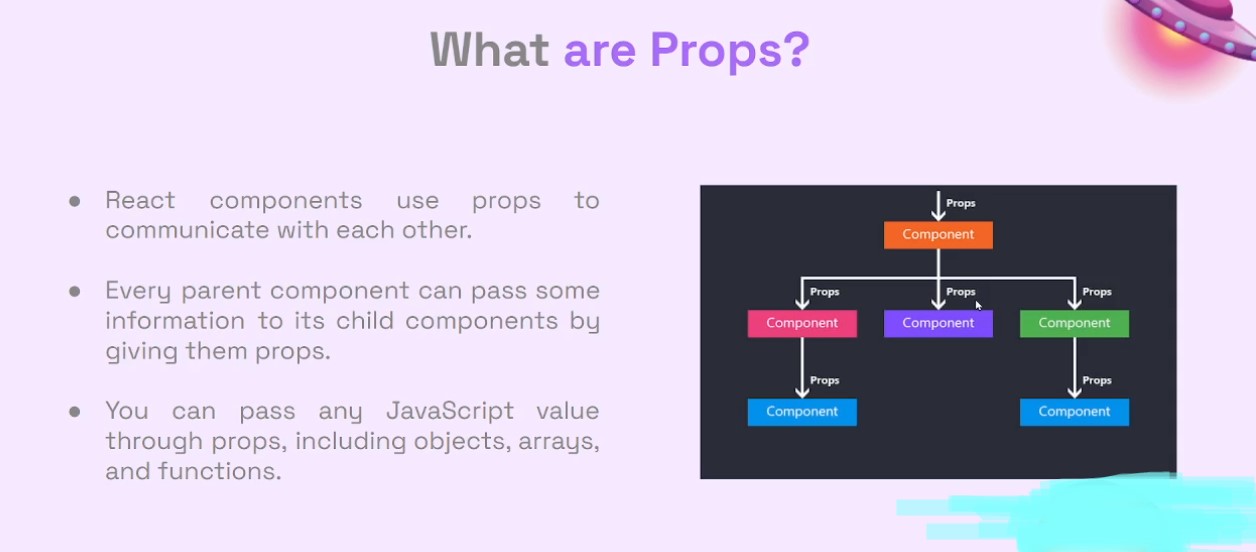 What are Props?
● React components use props to
communicate with each other.
● Every parent component can pass some
information to its child components by
giving them props.
● You can pass any JavaScript value
through props, including objects, arrays,
and functions.
Props
Component
Props
Props
Props
Component
Component
Component
Props
Props
Component
Component